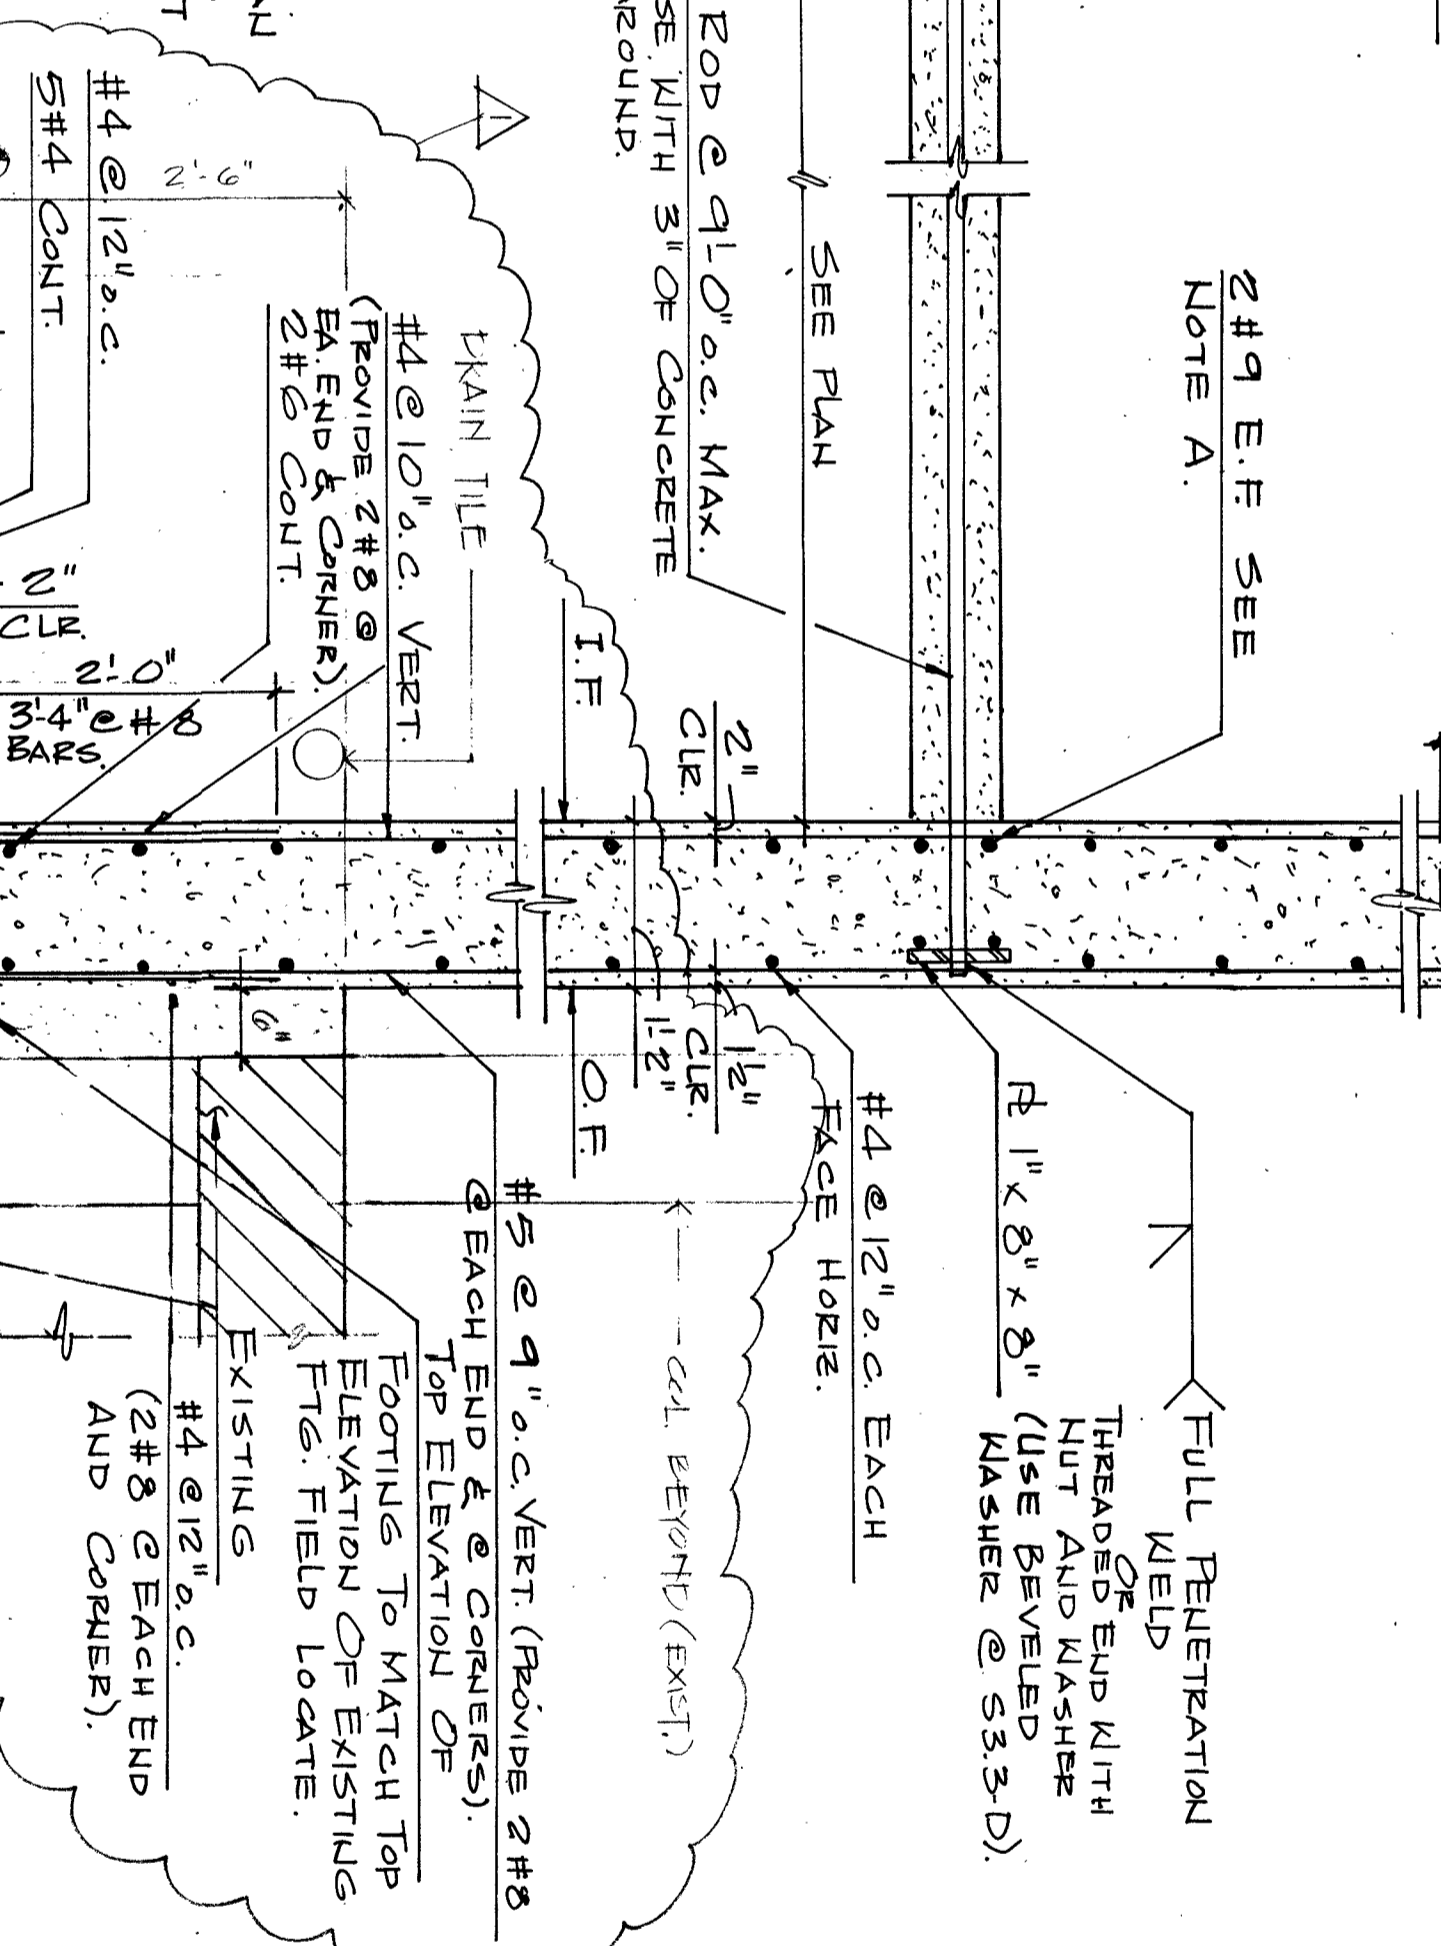 2#9 E.F. SEE
NOTE A.
SEE PLAN
ROD @ 9'-0" o.c. MAX.
SE WITH 3" OF CONCRETE
AROUND.
1
2'-6"
#4 @ 12" o.c.
5#4 CONT.
DRAIN TILE
#4 @ 10" o.c. VERT.
(PROVIDE 2#8 @
EA. END & CORNER).
2#6 CONT.
I.F.
2"
CLR.
2"
CLR.
2'-0"
3'-4" @ #8
BARS.
FULL PENETRATION
WELD
OR
THREADED END WITH
NUT AND WASHER
(USE BEVELED
WASHER @ S3.3-D).
PL 1" x 8" x 8"
#4 @ 12" o.c. EACH
FACE HORIZ.
1½"
CLR.
1'-2"
O.F.
6"
COL BEYOND (EXIST.)
#5 @ 9" o.c. VERT. (PROVIDE 2#8
@ EACH END & @ CORNERS).
TOP ELEVATION OF
FOOTING TO MATCH TOP
ELEVATION OF EXISTING
FTG. FIELD LOCATE.
EXISTING
#4 @ 12" o.c.
(2#8 @ EACH END
AND CORNER).